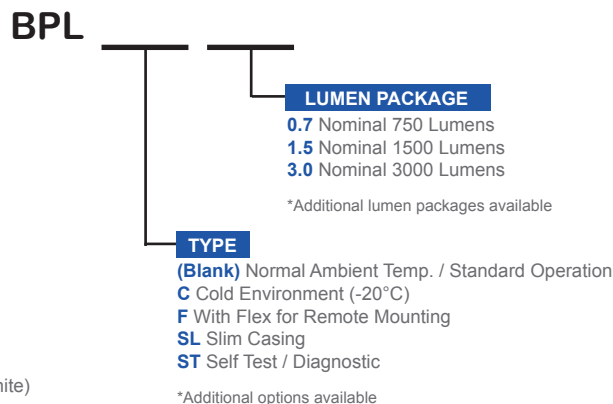 BPL
LUMEN PACKAGE
0.7 Nominal 750 Lumens
1.5 Nominal 1500 Lumens
3.0 Nominal 3000 Lumens
*Additional lumen packages available
TYPE
(Blank) Normal Ambient Temp. / Standard Operation
C Cold Environment (-20°C)
F With Flex for Remote Mounting
SL Slim Casing
ST Self Test / Diagnostic
*Additional options available